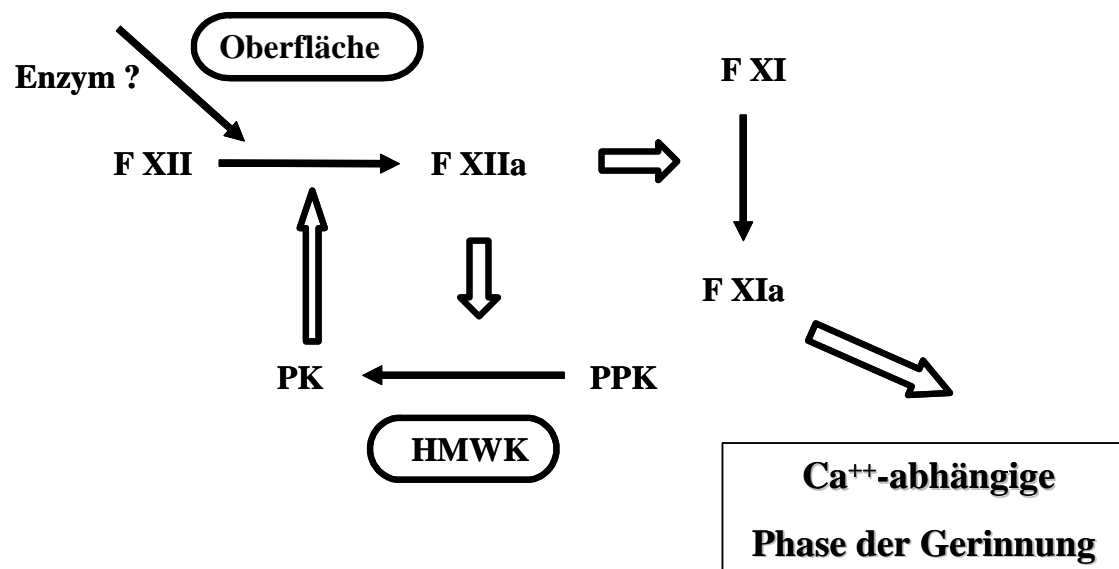 Oberfläche
Enzym ?
F XI
F XII
F XIIa
F XIa
PK
PPK
HMWK
Ca⁺⁺-abhängige
Phase der Gerinnung